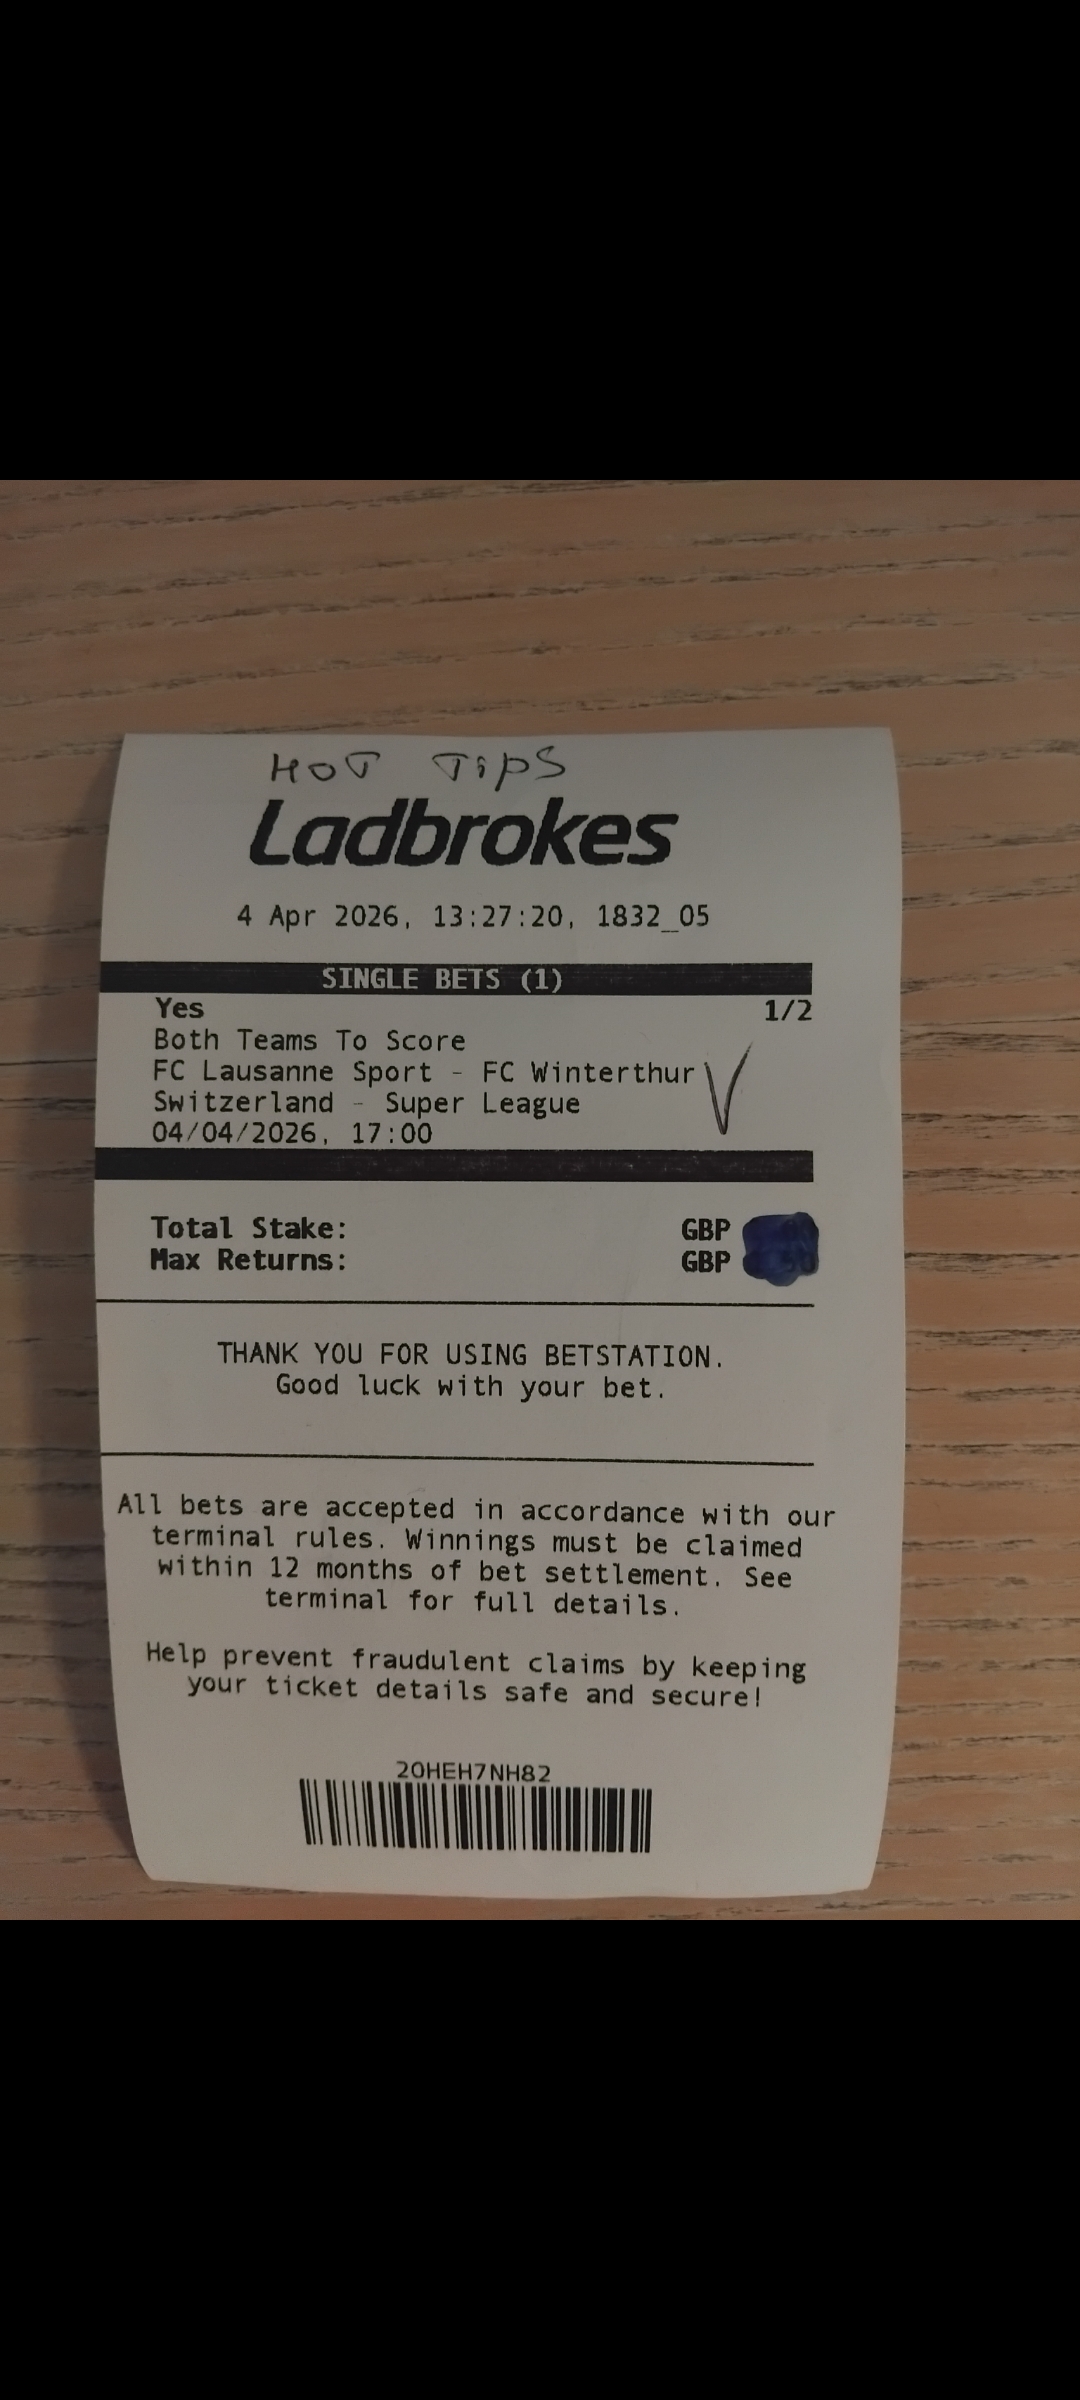 HOT TIPS
Ladbrokes
4 Apr 2026, 13:27:20, 1832_05
SINGLE BETS (1)
Yes 1/2
Both Teams To Score
FC Lausanne Sport - FC Winterthur
Switzerland - Super League
04/04/2026, 17:00
Total Stake: GBP
Max Returns: GBP
THANK YOU FOR USING BETSTATION.
Good luck with your bet.
All bets are accepted in accordance with our
terminal rules. Winnings must be claimed
within 12 months of bet settlement. See
terminal for full details.
Help prevent fraudulent claims by keeping
your ticket details safe and secure!
20HEH7NH82